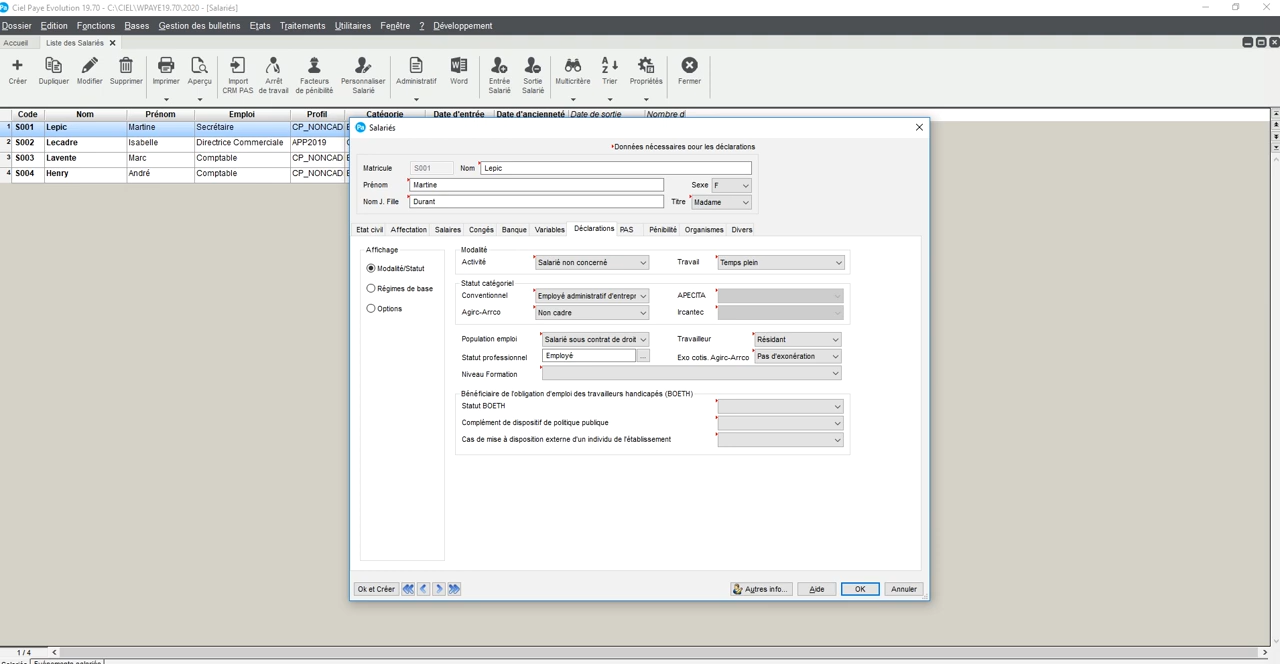 Ciel Paye Evolution 19.70 - C:\CIEL\WPAYE19.70\2020 - [Salariés]
Dossier Edition Fonctions Bases Gestion des bulletins Etats Traitements Utilitaires Fenêtre ? Développement
Accueil Liste des Salariés
Créer Dupliquer Modifier Supprimer Imprimer Aperçu Import CRM PAS Arrêt de travail Facteurs de pénibilité Personnaliser Salarié Administratif Word Entrée Salarié Sortie Salarié Multicritère Trier Propriétés Fermer
Code Nom Prénom Emploi Profil Catégorie Date d'entrée Date d'ancienneté Date de sortie Nombre d
1 S001 Lepic Martine Secrétaire CP_NONCAD
2 S002 Lecadre Isabelle Directrice Commerciale APP2019
3 S003 Lavente Marc Comptable CP_NONCAD
4 S004 Henry André Comptable CP_NONCAD
Salariés
Données nécessaires pour les déclarations
Matricule S001 Nom Lepic
Prénom Martine Sexe F
Nom J. Fille Durant Titre Madame
Etat civil Affectation Salaires Congés Banque Variables Déclarations PAS Pénibilité Organismes Divers
Affichage
Modalité/Statut
Régimes de base
Options
Modalité
Activité Salarié non concerné Travail Temps plein
Statut catégoriel
Conventionnel Employé administratif d'entrepr APECITA
Agirc-Arrco Non cadre Ircantec
Population emploi Salarié sous contrat de droit Travailleur Résidant
Statut professionnel Employé ... Exo cotis. Agirc-Arrco Pas d'exonération
Niveau Formation
Bénéficiaire de l'obligation d'emploi des travailleurs handicapés (BOETH)
Statut BOETH
Complément de dispositif de politique publique
Cas de mise à disposition externe d'un individu de l'établissement
Ok et Créer Autres info... Aide OK Annuler
1 / 4
Salariés Evénements salariés